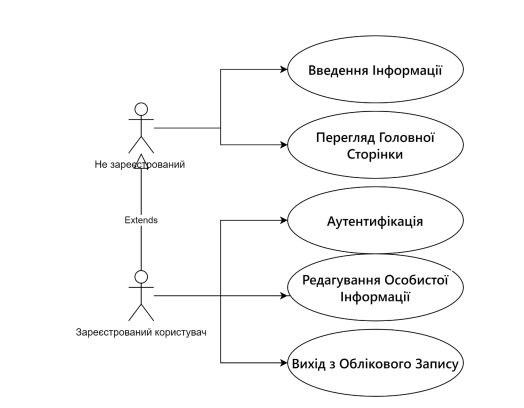 Введення Інформації
Перегляд Головної
Сторінки
Не зареєстрований
Extends
Аутентифікація
Редагування Особистої
Інформації
Зареєстрований користувач
Вихід з Облікового Запису